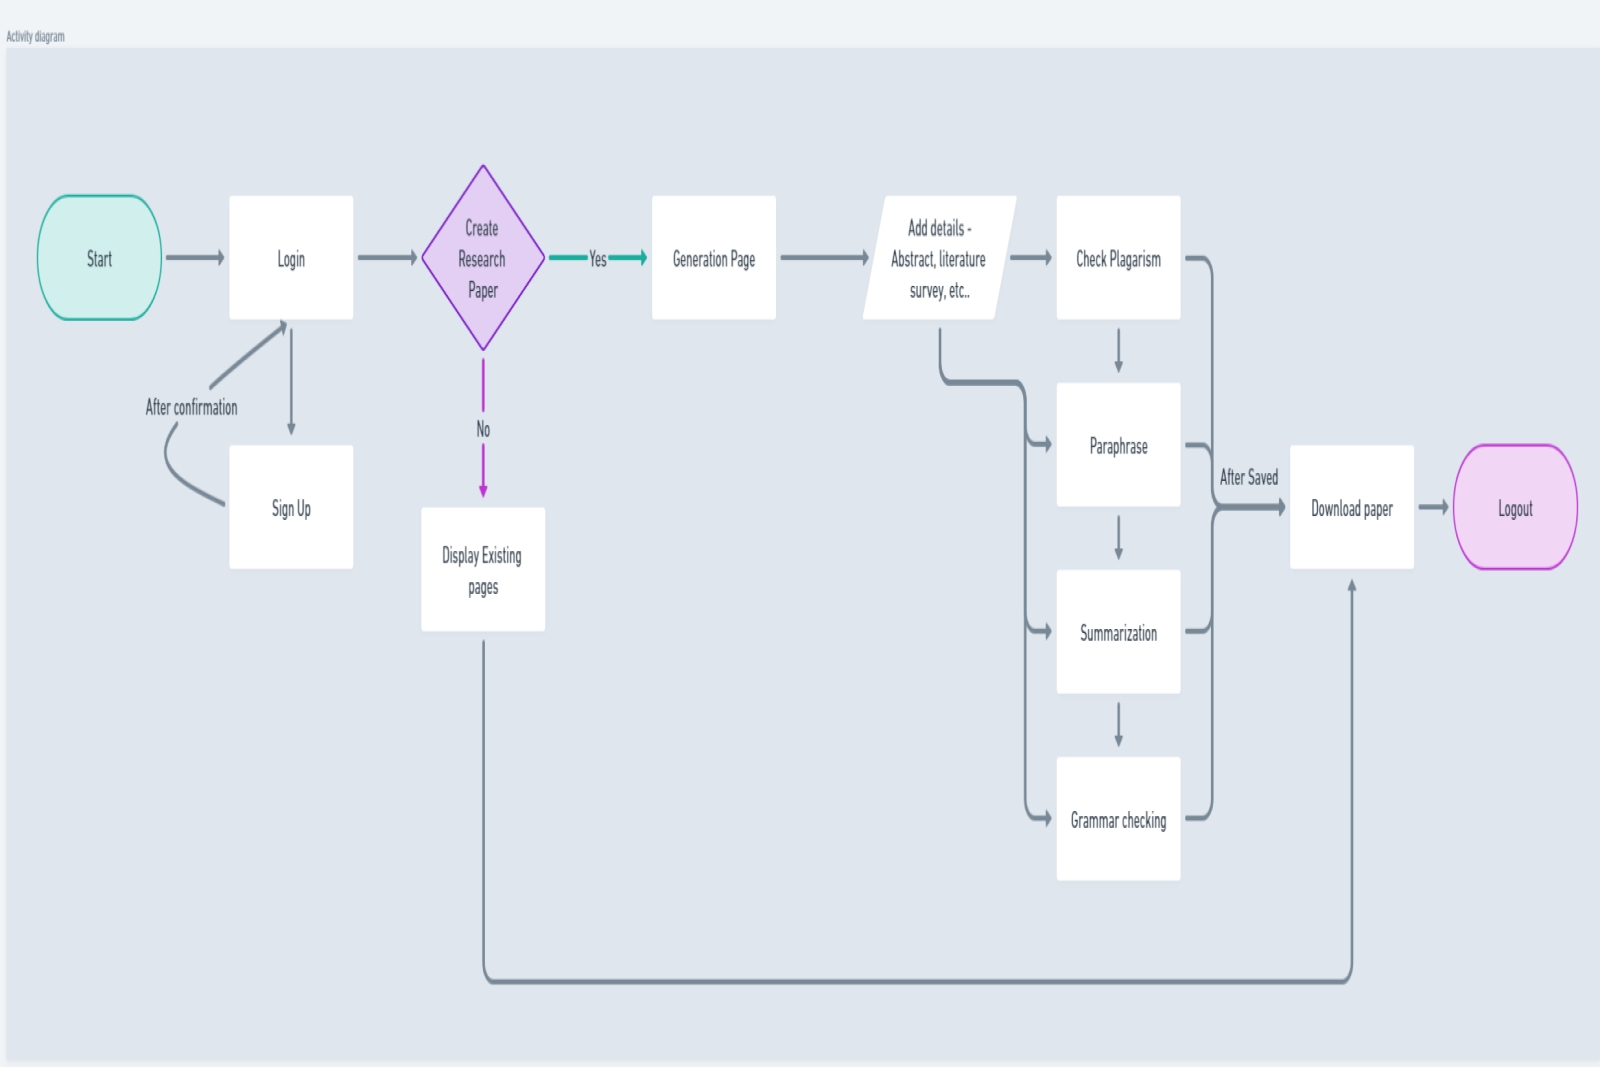 Activity diagram
Start
Login
Create
Research
Paper
Yes
Generation Page
Add details -
Abstract, literature
survey, etc..
Check Plagarism
After confirmation
No
Paraphrase
Sign Up
After Saved
Download paper
Logout
Display Existing
pages
Summarization
Grammar checking